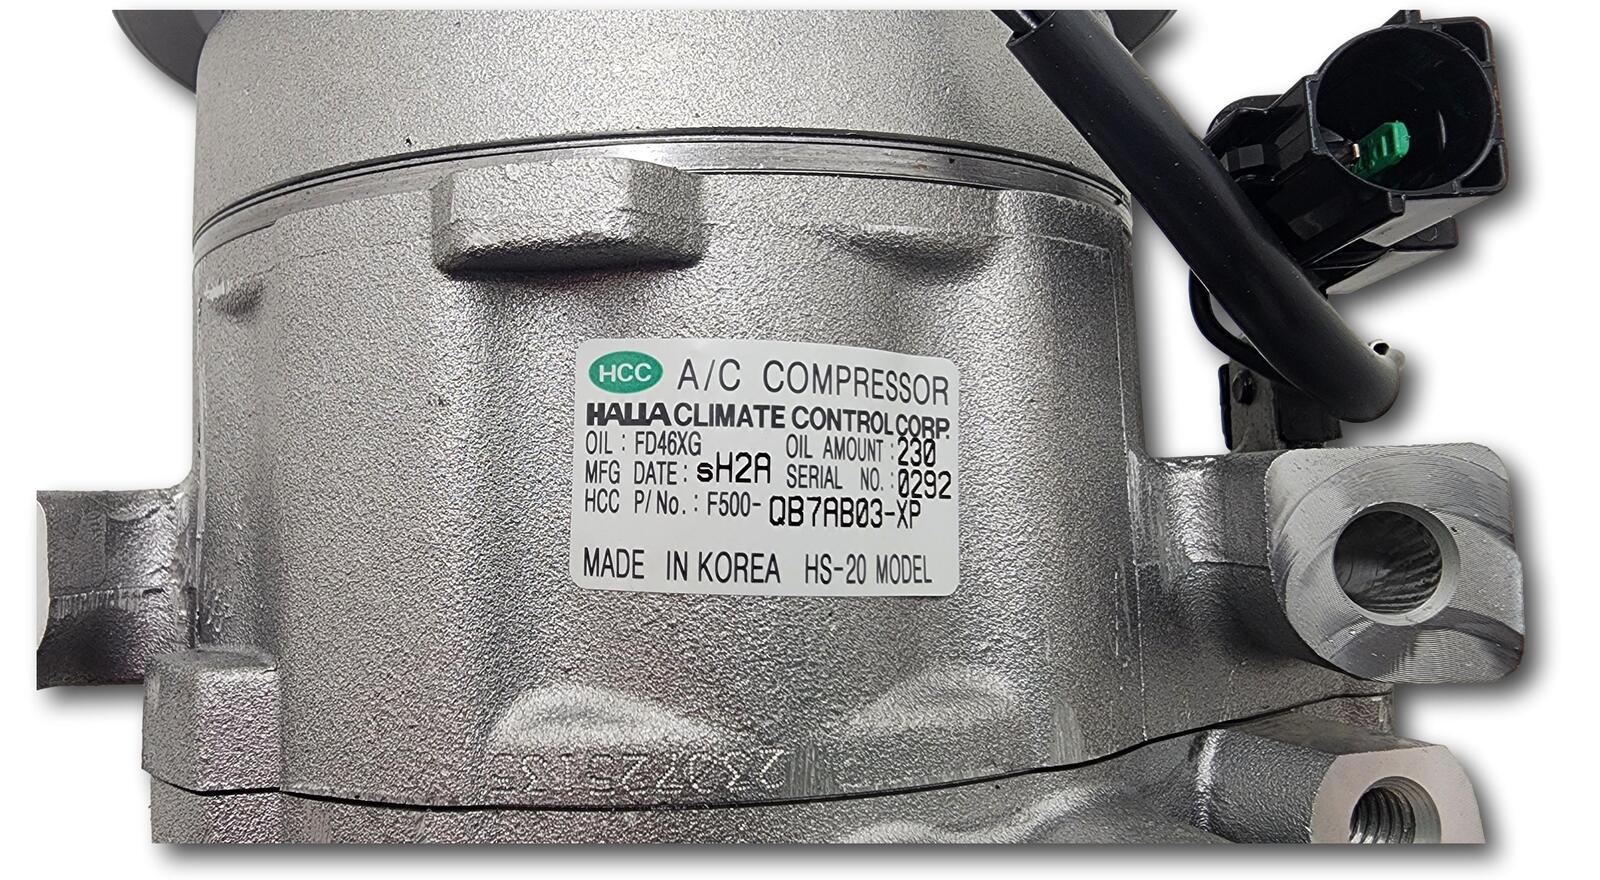 HCC A/C COMPRESSOR
HALLA CLIMATE CONTROL CORP.
OIL : FD46XG OIL AMOUNT : 230
MFG DATE : sH2A SERIAL NO. : 0292
HCC P/No. : F500-QB7AB03-XP
MADE IN KOREA HS-20 MODEL